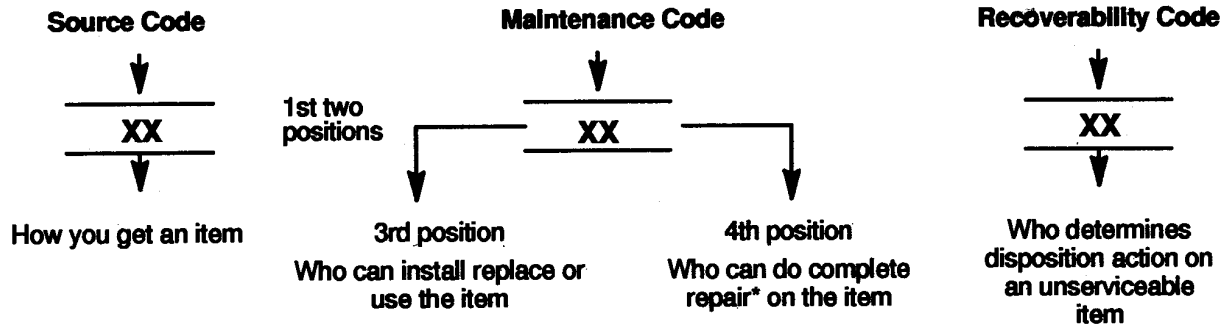 Source Code
Maintenance Code
Recoverability Code
XX
1st two
positions
XX
XX
How you get an item
3rd position
Who can install replace or
use the item
4th position
Who can do complete
repair* on the item
Who determines
disposition action on
an unserviceable
item